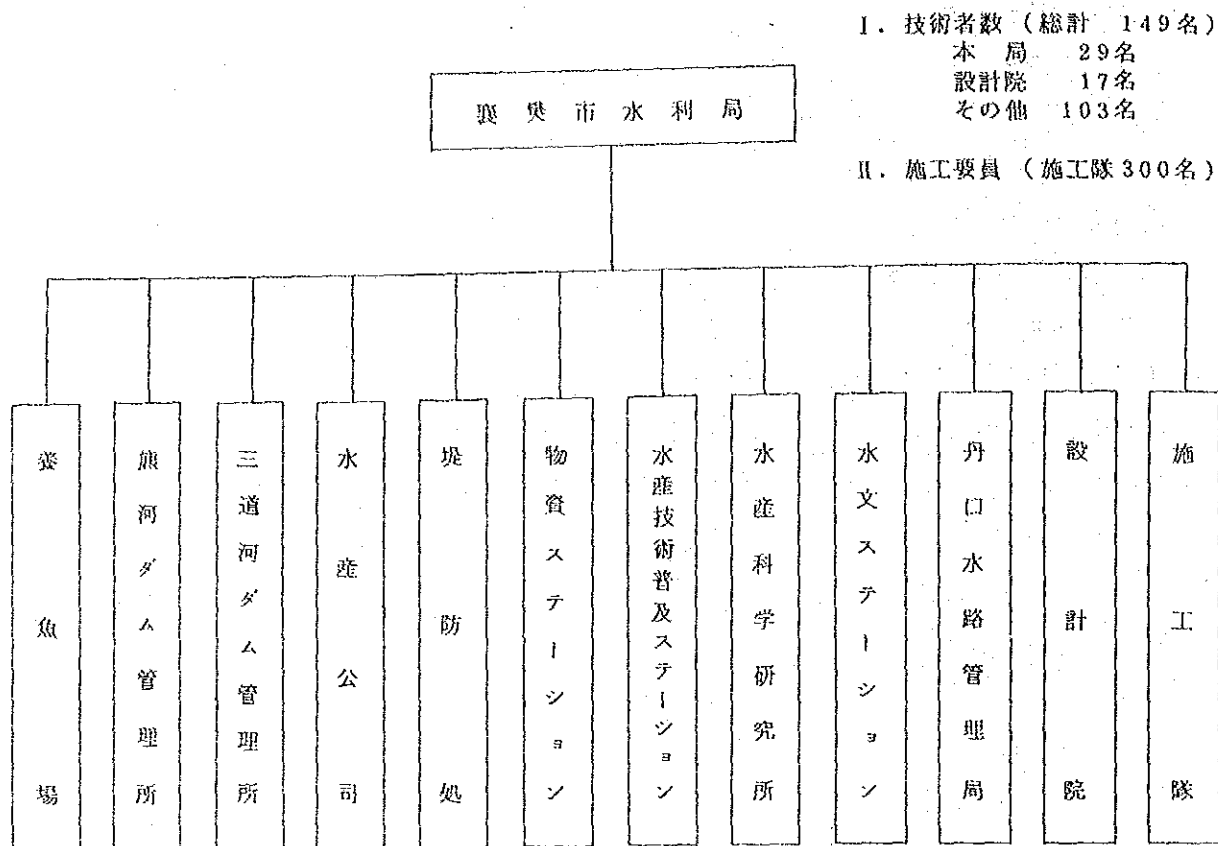 I. 技術者数 (総計 149名)
本局 29名
設計院 17名
その他 103名
II. 施工要員 (施工隊300名)
襄樊市水利局
養魚場
熊河ダム管理所
三道河ダム管理所
水産公司
堤防処
物資ステーション
水産技術普及ステーション
水産科学研究所
水文ステーション
丹口水路管理局
設計院
施工隊